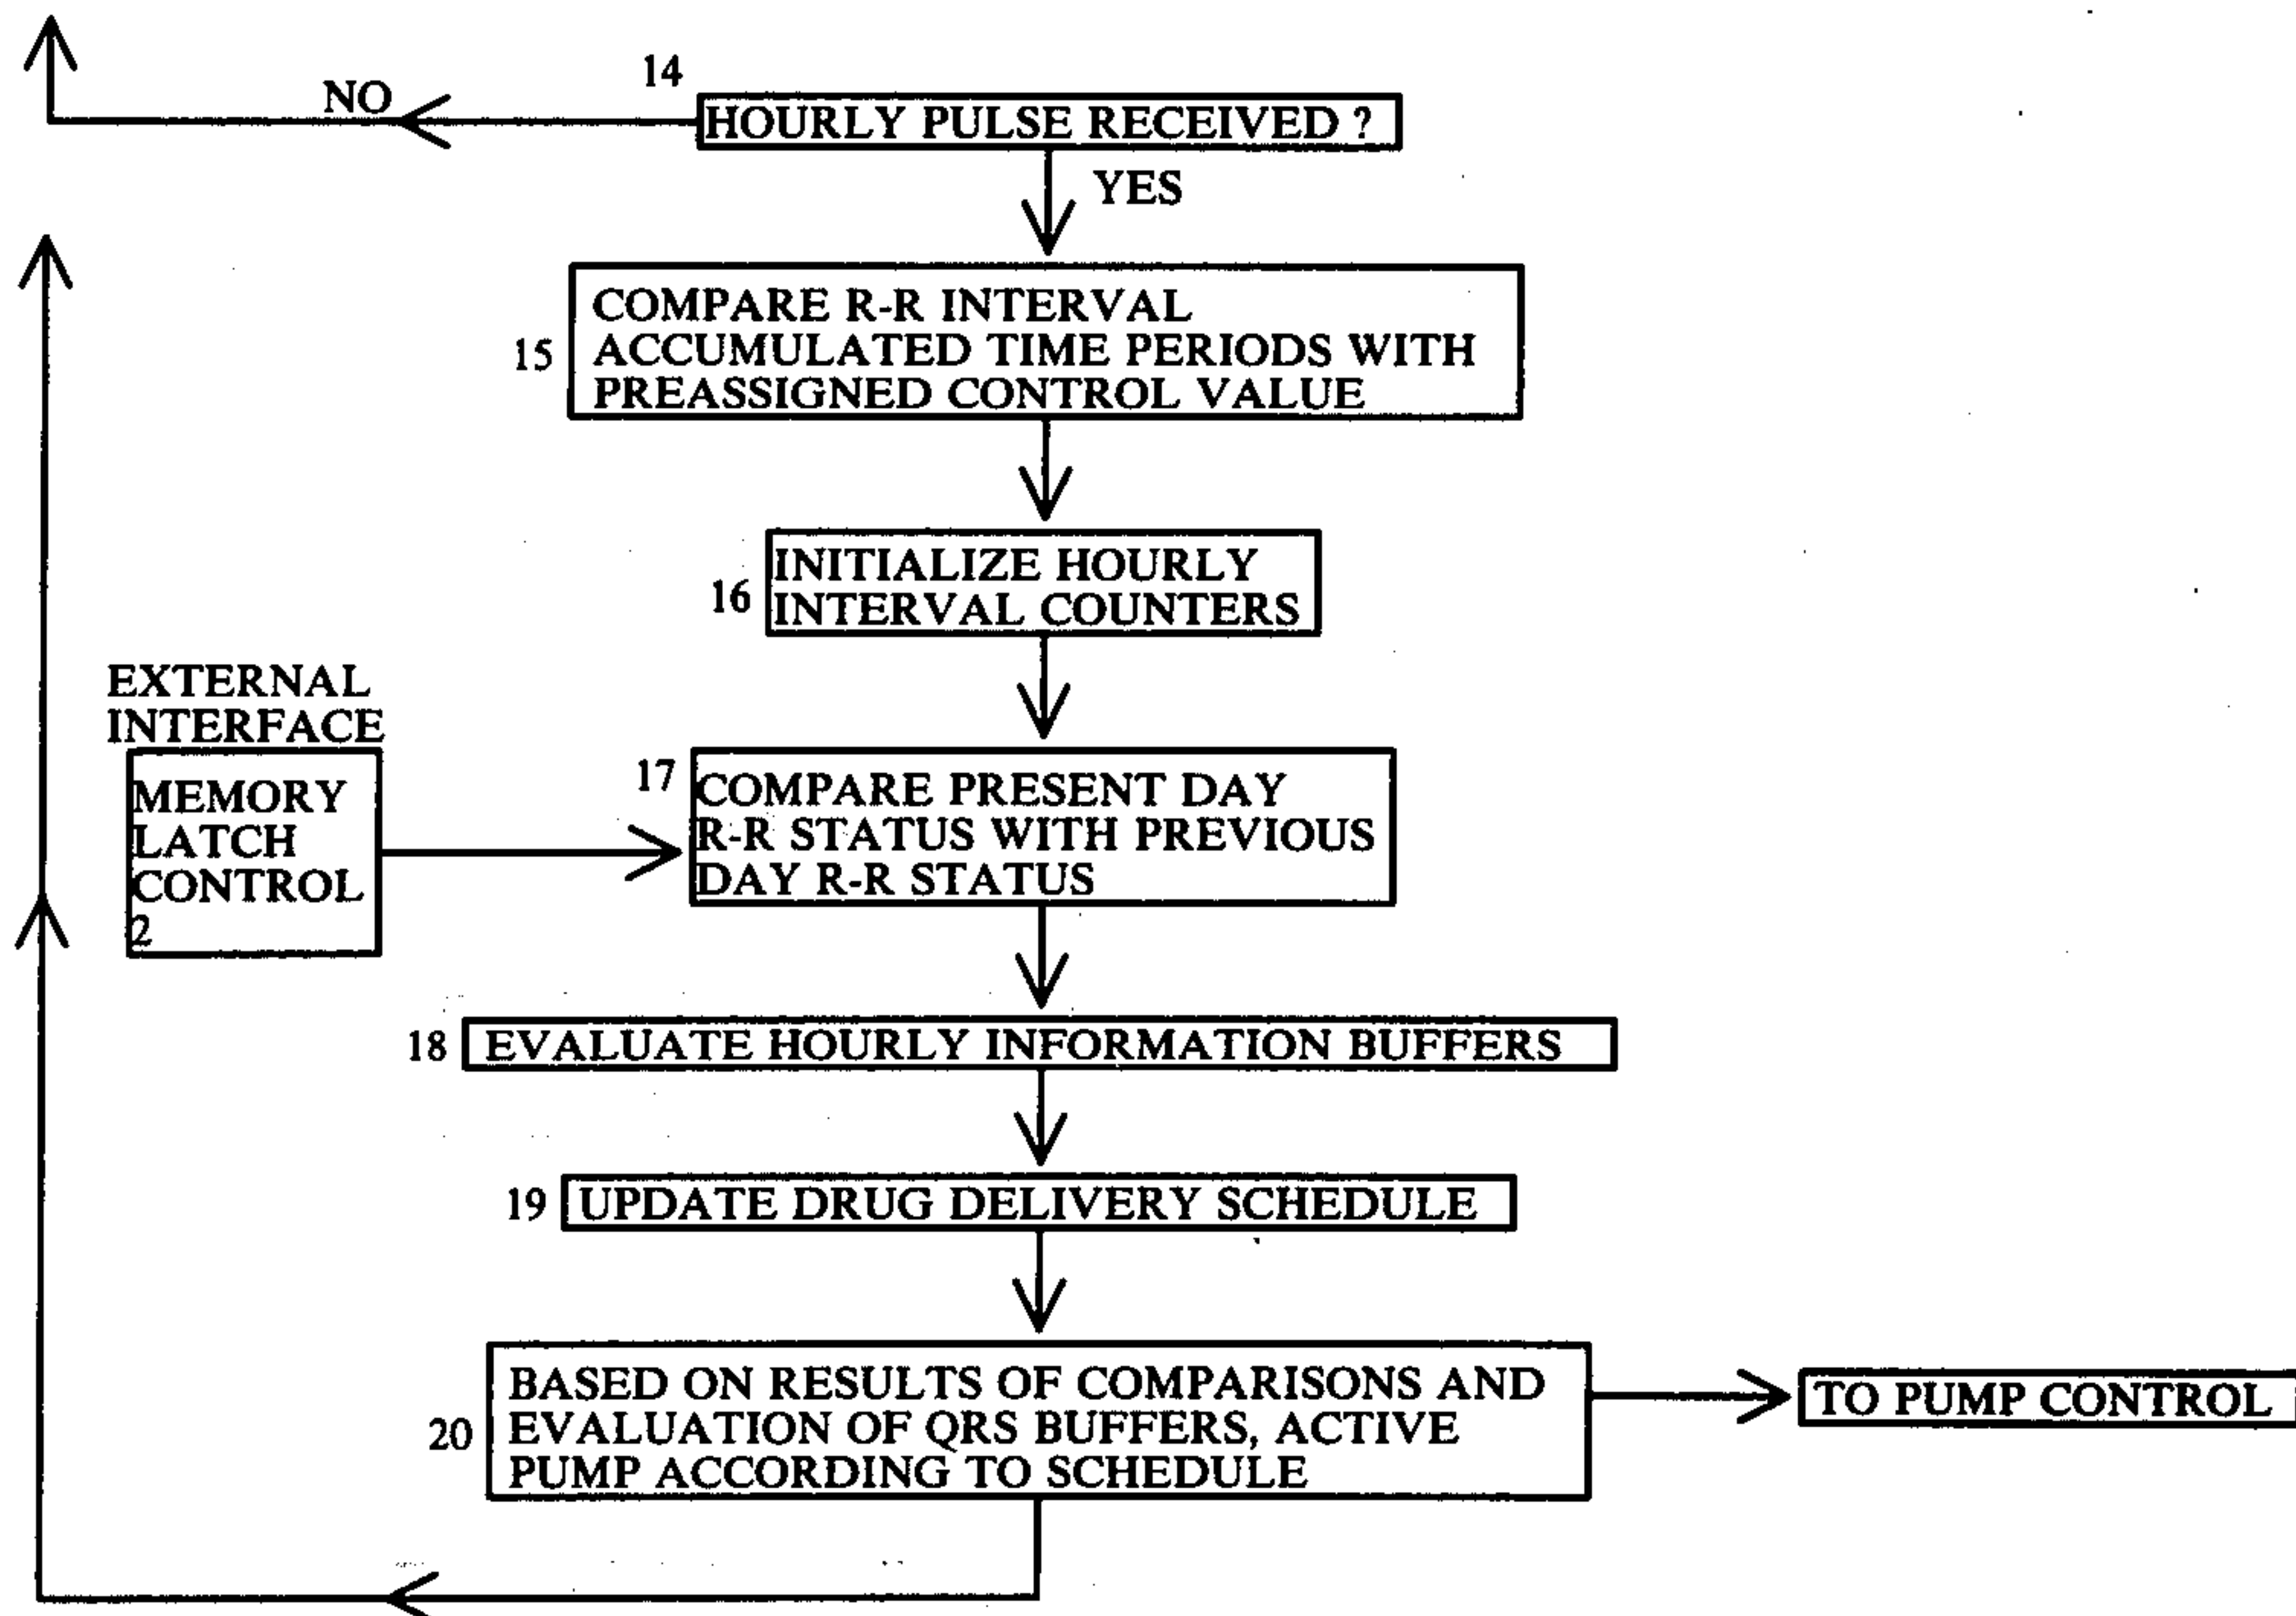 14
NO
HOURLY PULSE RECEIVED ?
YES
COMPARE R-R INTERVAL
15
ACCUMULATED TIME PERIODS WITH
PREASSIGNED CONTROL VALUE
INITIALIZE HOURLY
16
INTERVAL COUNTERS
EXTERNAL
INTERFACE
MEMORY
LATCH
CONTROL
2
17
COMPARE PRESENT DAY
R-R STATUS WITH PREVIOUS
DAY R-R STATUS
18
EVALUATE HOURLY INFORMATION BUFFERS
19
UPDATE DRUG DELIVERY SCHEDULE
BASED ON RESULTS OF COMPARISONS AND
20
EVALUATION OF QRS BUFFERS, ACTIVE
PUMP ACCORDING TO SCHEDULE
TO PUMP CONTROL